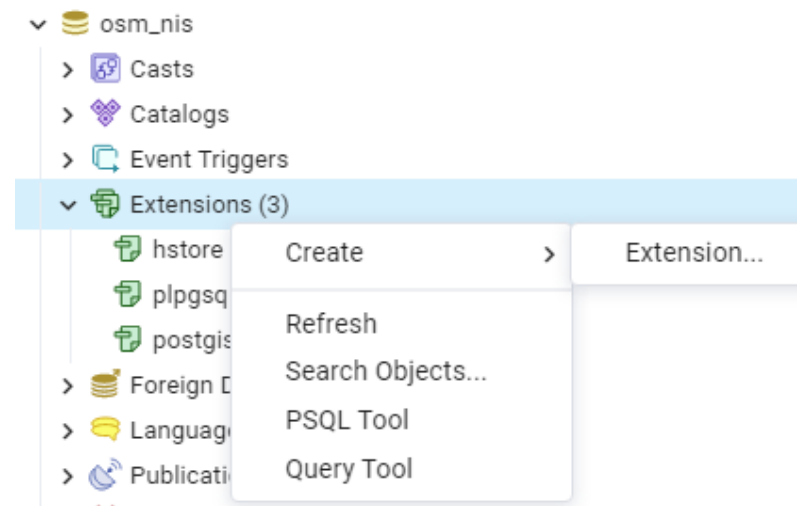 osm_nis
Casts
Catalogs
Event Triggers
Extensions (3)
hstore
Create
Extension...
plpgsq
Refresh
postgis
Search Objects...
Foreign
PSQL Tool
Languag
Query Tool
Publicati